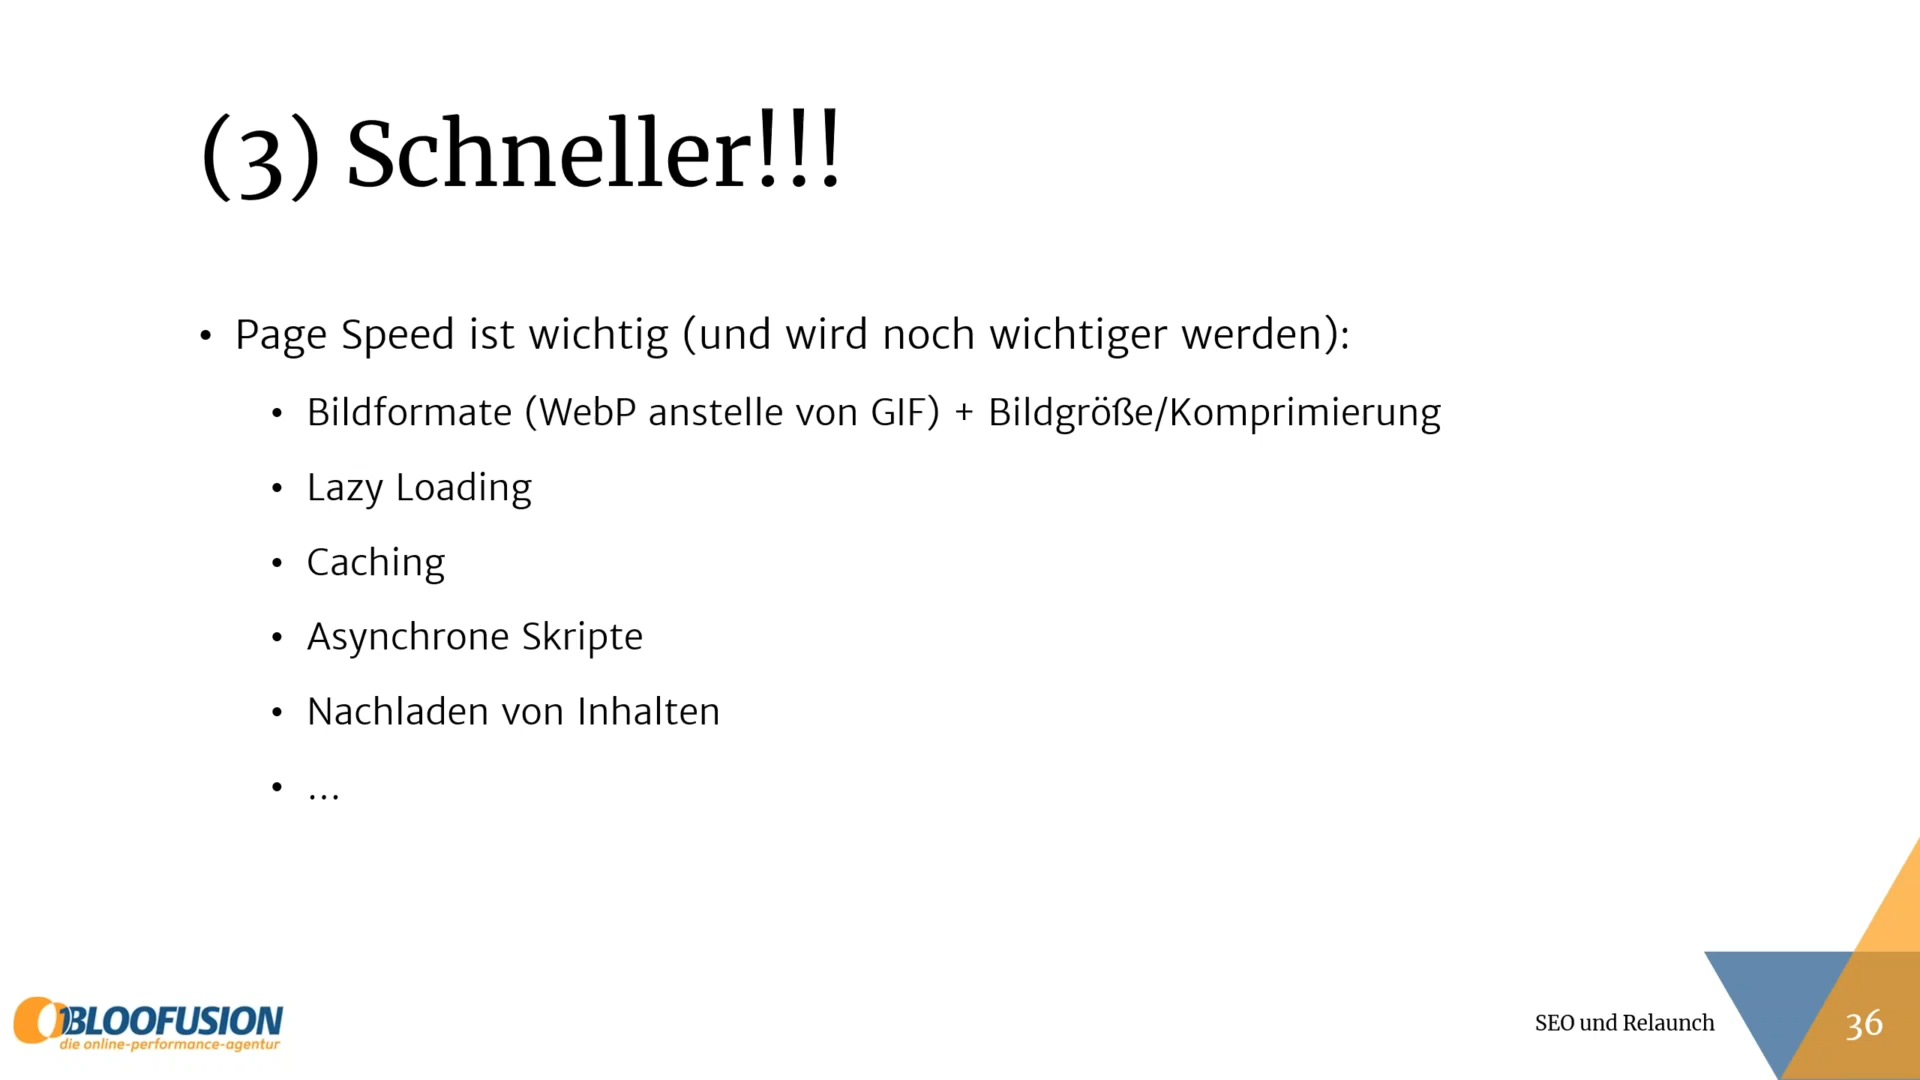 (3) Schneller!!!
• Page Speed ist wichtig (und wird noch wichtiger werden):
• Bildformate (WebP anstelle von GIF) + Bildgröße/Komprimierung
• Lazy Loading
• Caching
• Asynchrone Skripte
• Nachladen von Inhalten
• ...
BLOOFUSION
die online-performance-agentur
SEO und Relaunch
36